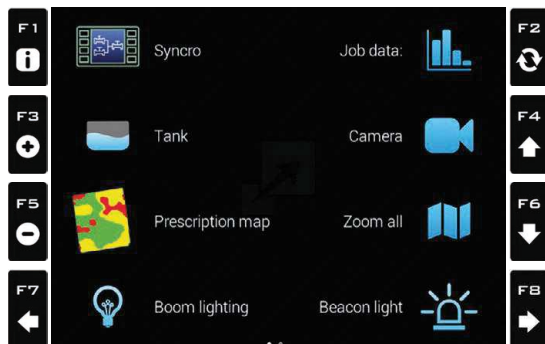 F1
Syncro
Job data:
F2
F3
Tank
Camera
F4
F5
Prescription map
Zoom all
F6
F7
Boom lighting
Beacon light
F8